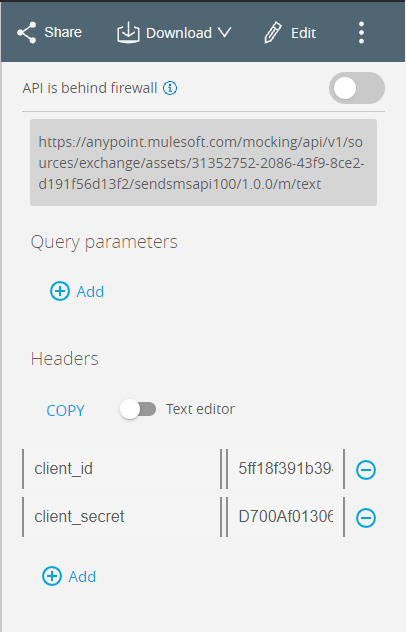 Share Download Edit
API is behind firewall
https://anypoint.mulesoft.com/mocking/api/v1/so
urces/exchange/assets/31352752-2086-43f9-8ce2-
d191f56d13f2/sendsmsapi100/1.0.0/m/text
Query parameters
Add
Headers
COPY Text editor
client_id 5ff18f391b39
client_secret D700Af01306
Add